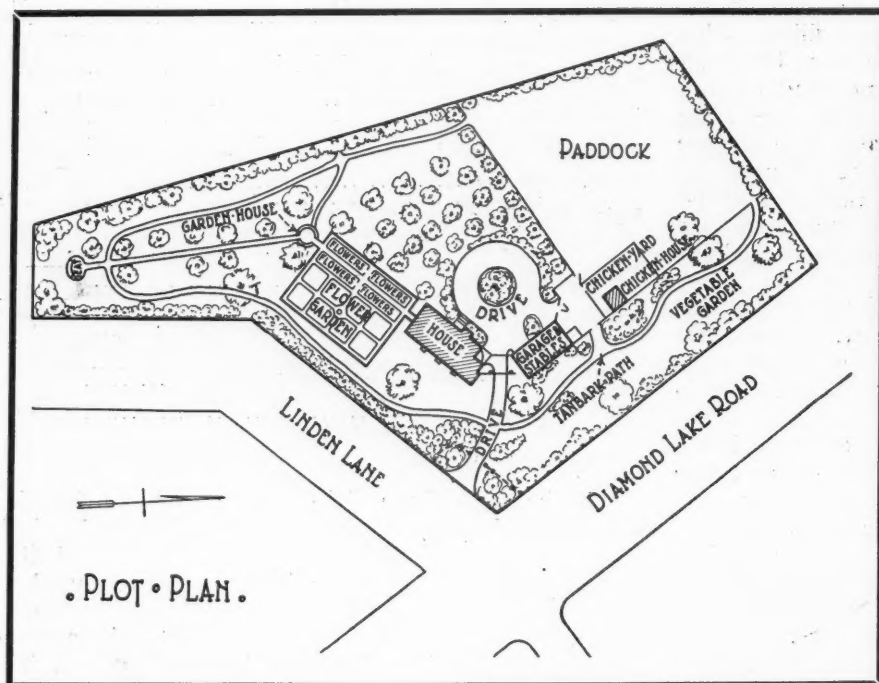 PADDOCK
GARDEN-HOUSE
FLOWERS FLOWERS
FLOWERS FLOWERS
FLOWER
GARDEN
HOUSE
DRIVE
CHICKEN-YARD
CHICKEN-HOUSE
GARAGE &
STABLES
VEGETABLE
GARDEN
TANBARK-PATH
DRIVE
LINDEN LANE
DIAMOND LAKE ROAD
PLOT PLAN